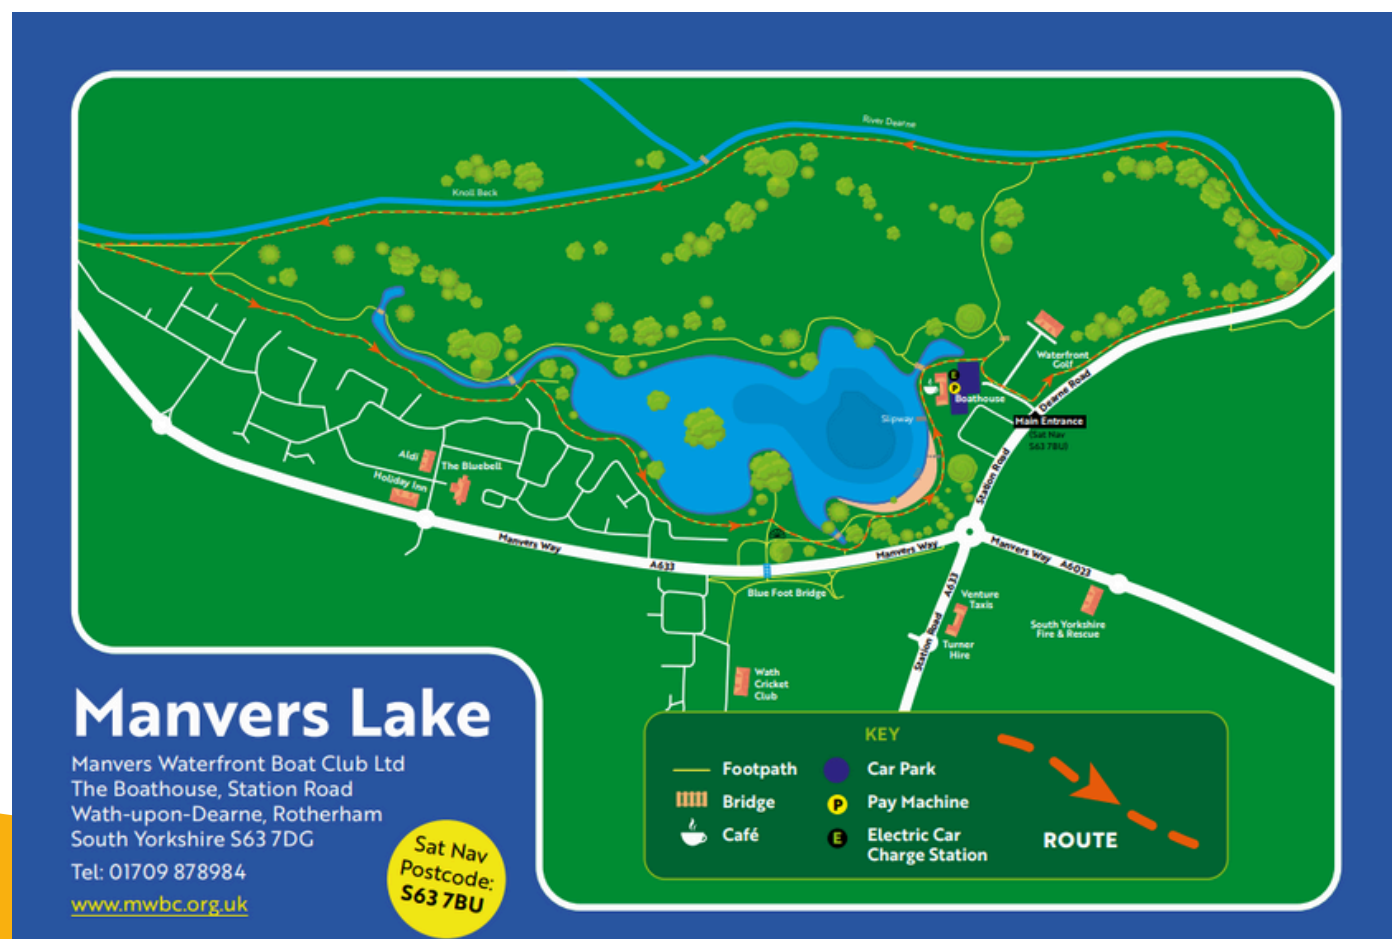 River Dearne
Knoll Beck
Waterfront
Golf
E
P
Boathouse
Dearne Road
Slipway
Main Entrance
(Sat Nav
S63 7BU)
Aldi
The Bluebell
Holiday Inn
Station Road
Manvers Way
A633
Manvers Way
Manvers Way A6023
Blue Foot Bridge
A633
Station Road
Venture
Taxis
Turner
Hire
South Yorkshire
Fire & Rescue
Wath
Cricket
Club
Manvers Lake
Manvers Waterfront Boat Club Ltd
The Boathouse, Station Road
Wath-upon-Dearne, Rotherham
South Yorkshire S63 7DG
Tel: 01709 878984
www.mwbc.org.uk
Sat Nav
Postcode:
S63 7BU
KEY
Footpath
Bridge
Café
Car Park
P
Pay Machine
E
Electric Car
Charge Station
ROUTE